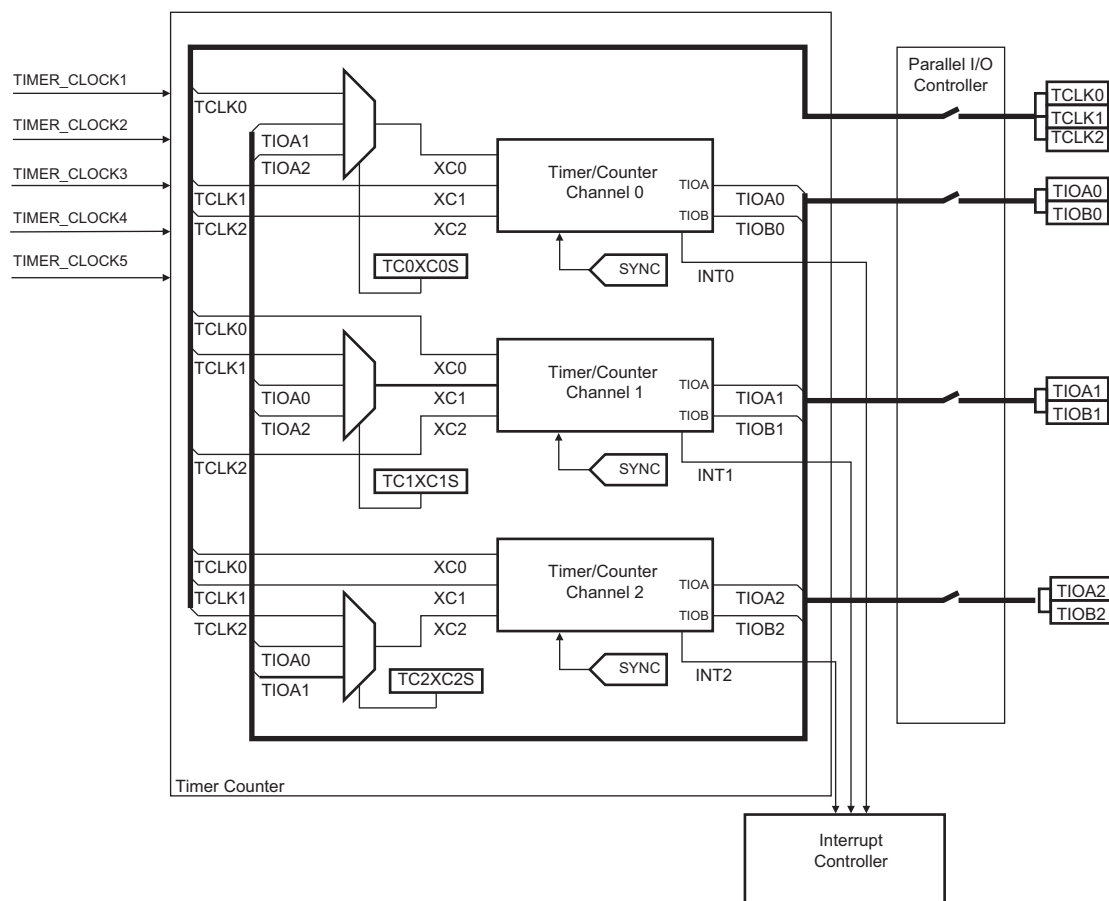 TIMER_CLOCK1
TIMER_CLOCK2
TIMER_CLOCK3
TIMER_CLOCK4
TIMER_CLOCK5
TCLK0
TIOA1
TIOA2
TCLK1
TCLK2
XC0
XC1
XC2
TC0XC0S
Timer/Counter
Channel 0
TIOA
TIOB
TIOA0
TIOB0
SYNC
INT0
TCLK0
TCLK1
TIOA0
TIOA2
TCLK2
XC0
XC1
XC2
TC1XC1S
Timer/Counter
Channel 1
TIOA
TIOB
TIOA1
TIOB1
SYNC
INT1
TCLK0
TCLK1
TCLK2
TIOA0
TIOA1
XC0
XC1
XC2
TC2XC2S
Timer/Counter
Channel 2
TIOA
TIOB
TIOA2
TIOB2
SYNC
INT2
Timer Counter
Parallel I/O
Controller
TCLK0
TCLK1
TCLK2
TIOA0
TIOB0
TIOA1
TIOB1
TIOA2
TIOB2
Interrupt
Controller